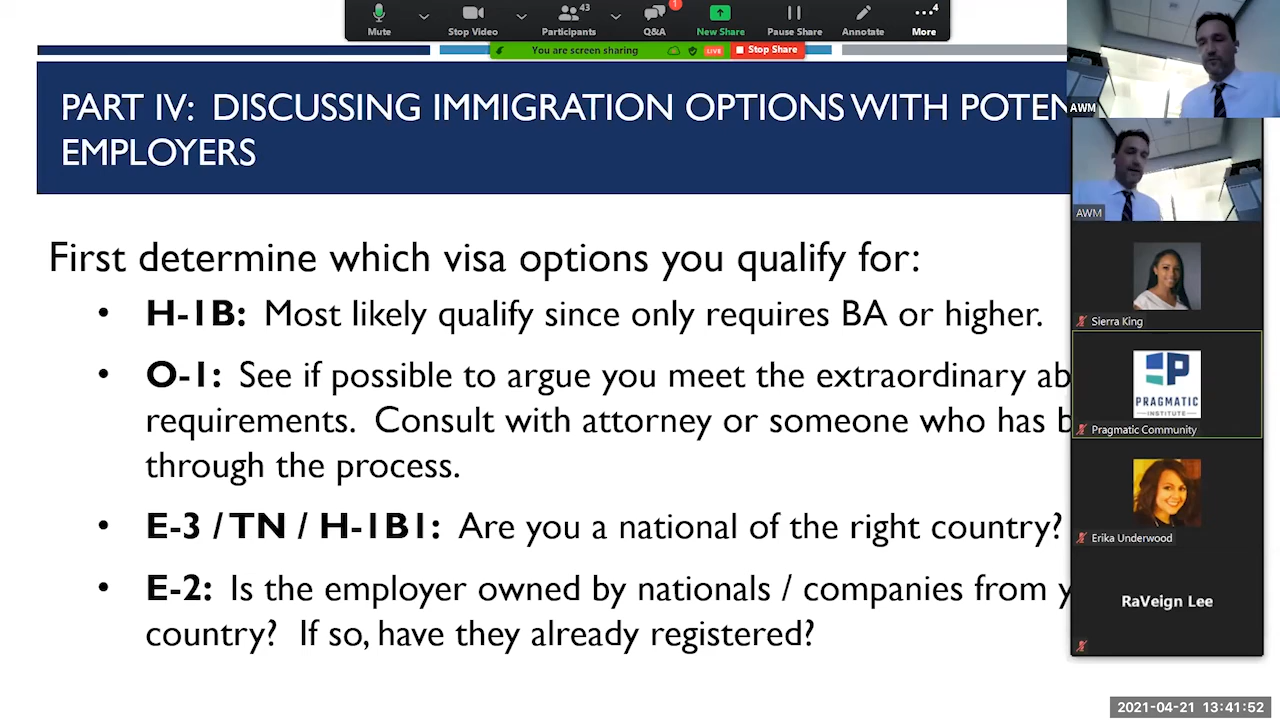 43
1
4
Mute
Stop Video
Participants
Q&A
New Share
Pause Share
Annotate
More
You are screen sharing
LIVE
Stop Share
PART IV: DISCUSSING IMMIGRATION OPTIONS WITH POTEN
EMPLOYERS
First determine which visa options you qualify for:
• H-1B: Most likely qualify since only requires BA or higher.
• O-1: See if possible to argue you meet the extraordinary ab
requirements. Consult with attorney or someone who has b
through the process.
• E-3 / TN / H-1B1: Are you a national of the right country?
• E-2: Is the employer owned by nationals / companies from y
country? If so, have they already registered?
AWM
AWM
Sierra King
PRAGMATIC
INSTITUTE
Pragmatic Community
Erika Underwood
RaVeign Lee
2021-04-21 13:41:52